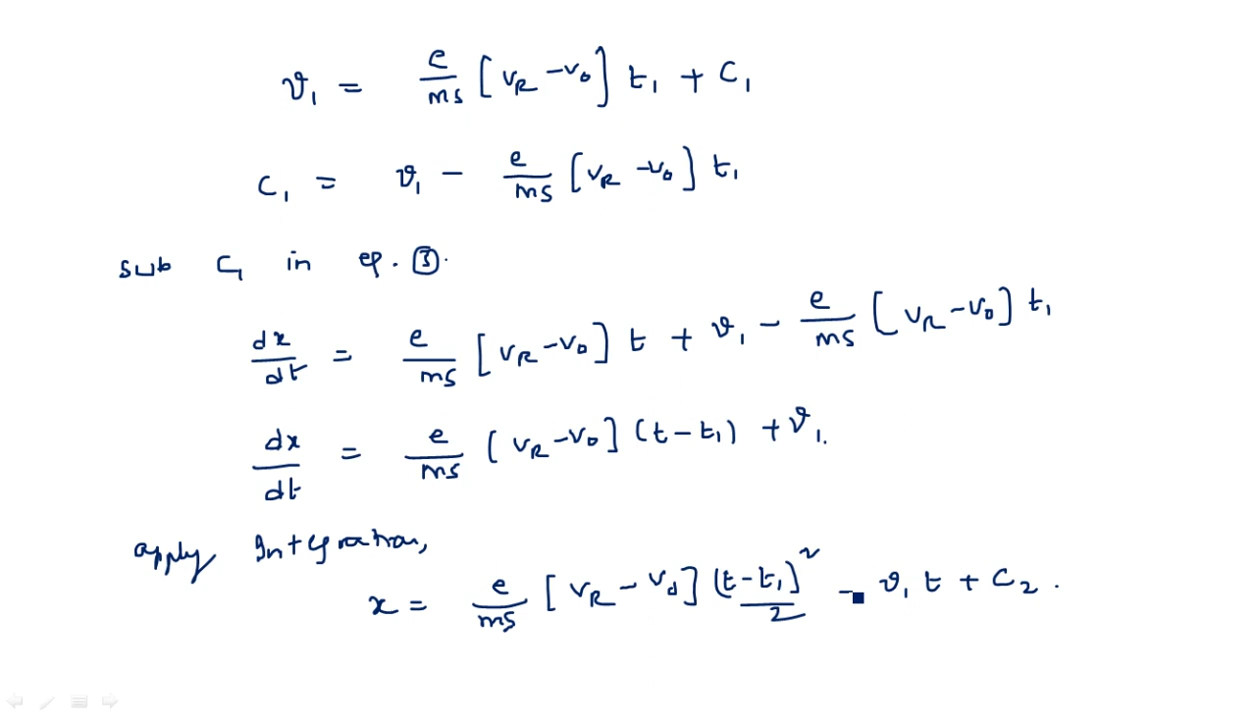 ϑ₁ = e/ms [v_R - v₀] t₁ + C₁
C₁ = ϑ₁ - e/ms [v_R - v₀] t₁
sub C₁ in eq. ③.
dx/dt = e/ms [v_R - v₀] t + ϑ₁ - e/ms [v_R - v₀] t₁
dx/dt = e/ms [v_R - v₀] (t - t₁) + ϑ₁.
apply Integration,
x = e/ms [v_R - v₀] (t - t₁)²/2 - ϑ₁ t + C₂ .